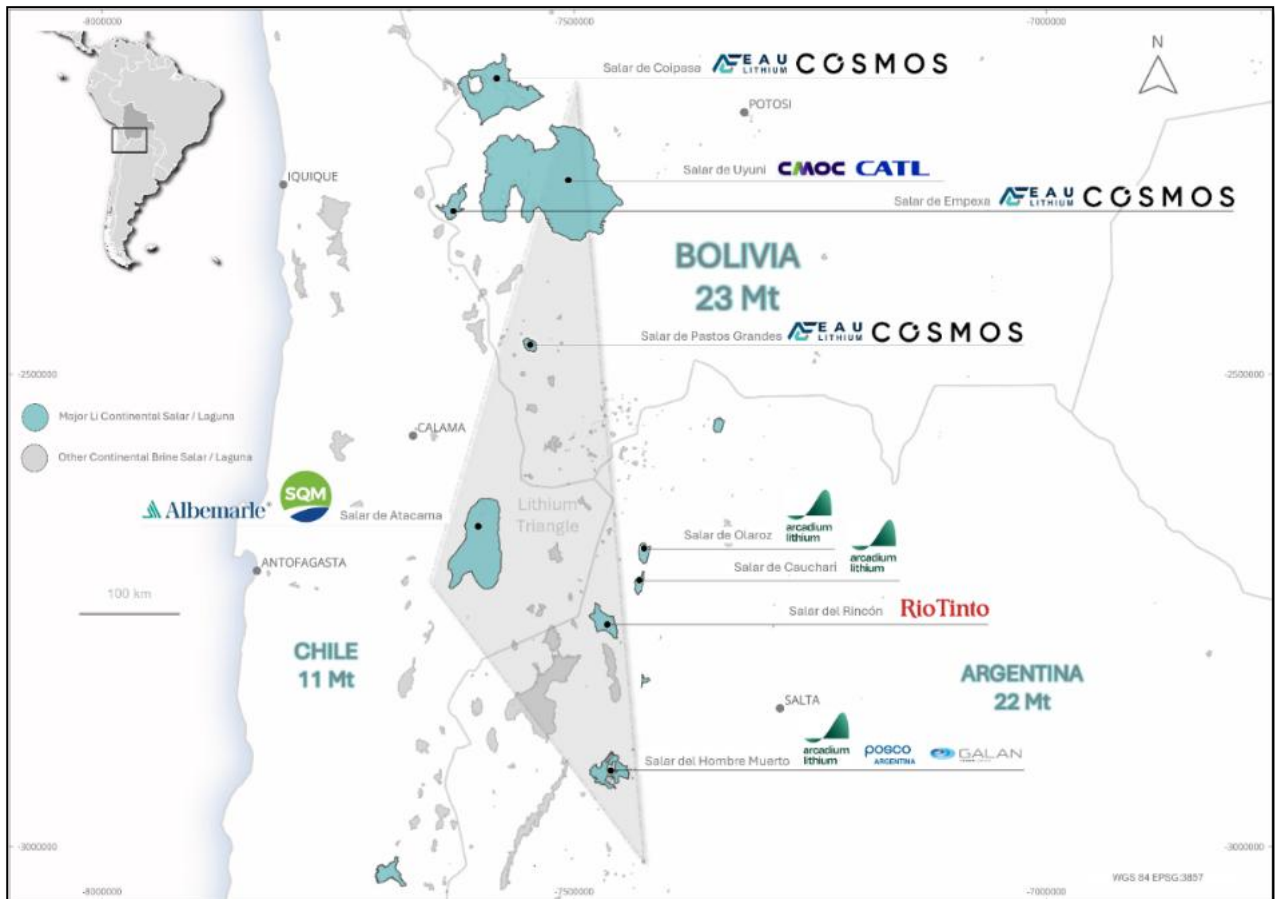 -8000000
-7500000
-7000000
N
Salar de Coipasa EAU LITHIUM COSMOS
POTOSI
IQUIQUE
Salar de Uyuni CMOC CATL
Salar de Empexa EAU LITHIUM COSMOS
BOLIVIA
23 Mt
Salar de Pastos Grandes EAU LITHIUM COSMOS
-2500000
-2500000
Major Li Continental Salar / Laguna
CALAMA
Other Continental Brine Salar / Laguna
Albemarle SQM Salar de Atacama
Lithium
Triangle
Salar de Olaroz arcadium lithium
Salar de Cauchari arcadium lithium
ANTOFAGASTA
100 km
Salar del Rincón RioTinto
CHILE
11 Mt
ARGENTINA
22 Mt
SALTA
Salar del Hombre Muerto arcadium lithium posco ARGENTINA GALAN
-3000000
-3000000
WGS 84 EPSG:3857
-8000000
-7500000
-7000000